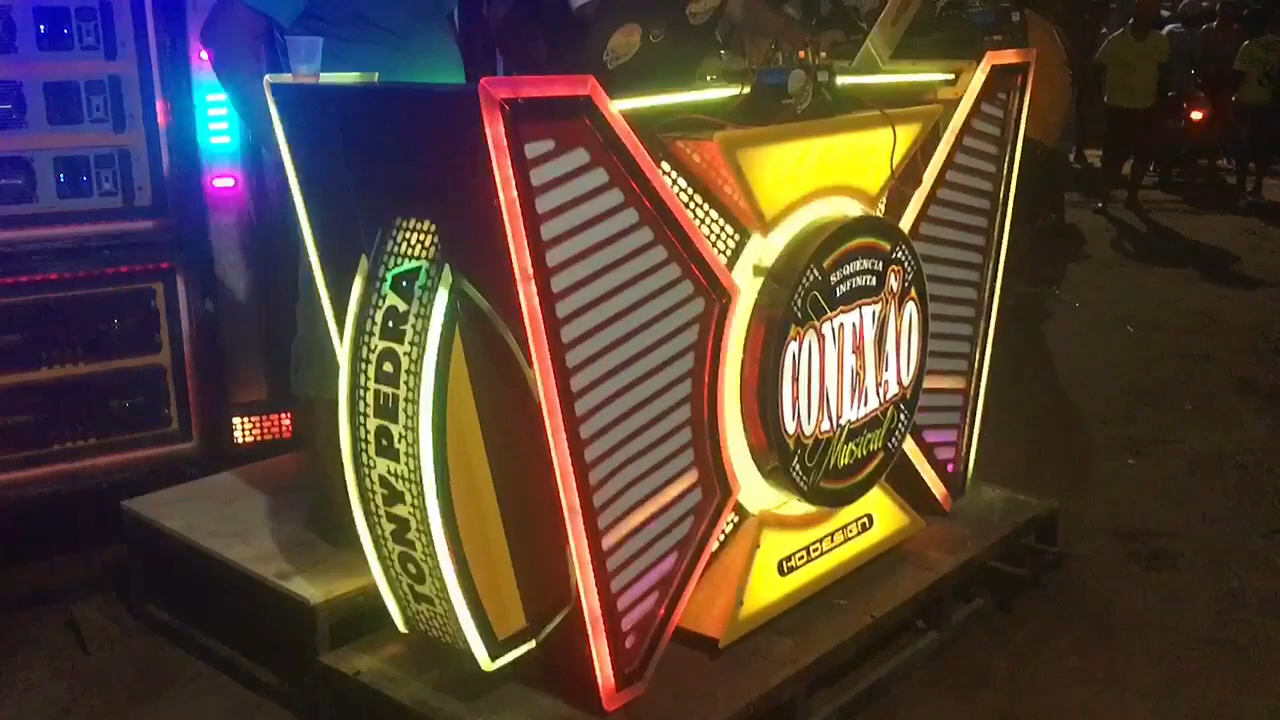 TONY PEDRA
SEQUÊNCIA
INFINITA
CONEXÃO
Musical
HD.DESIGN